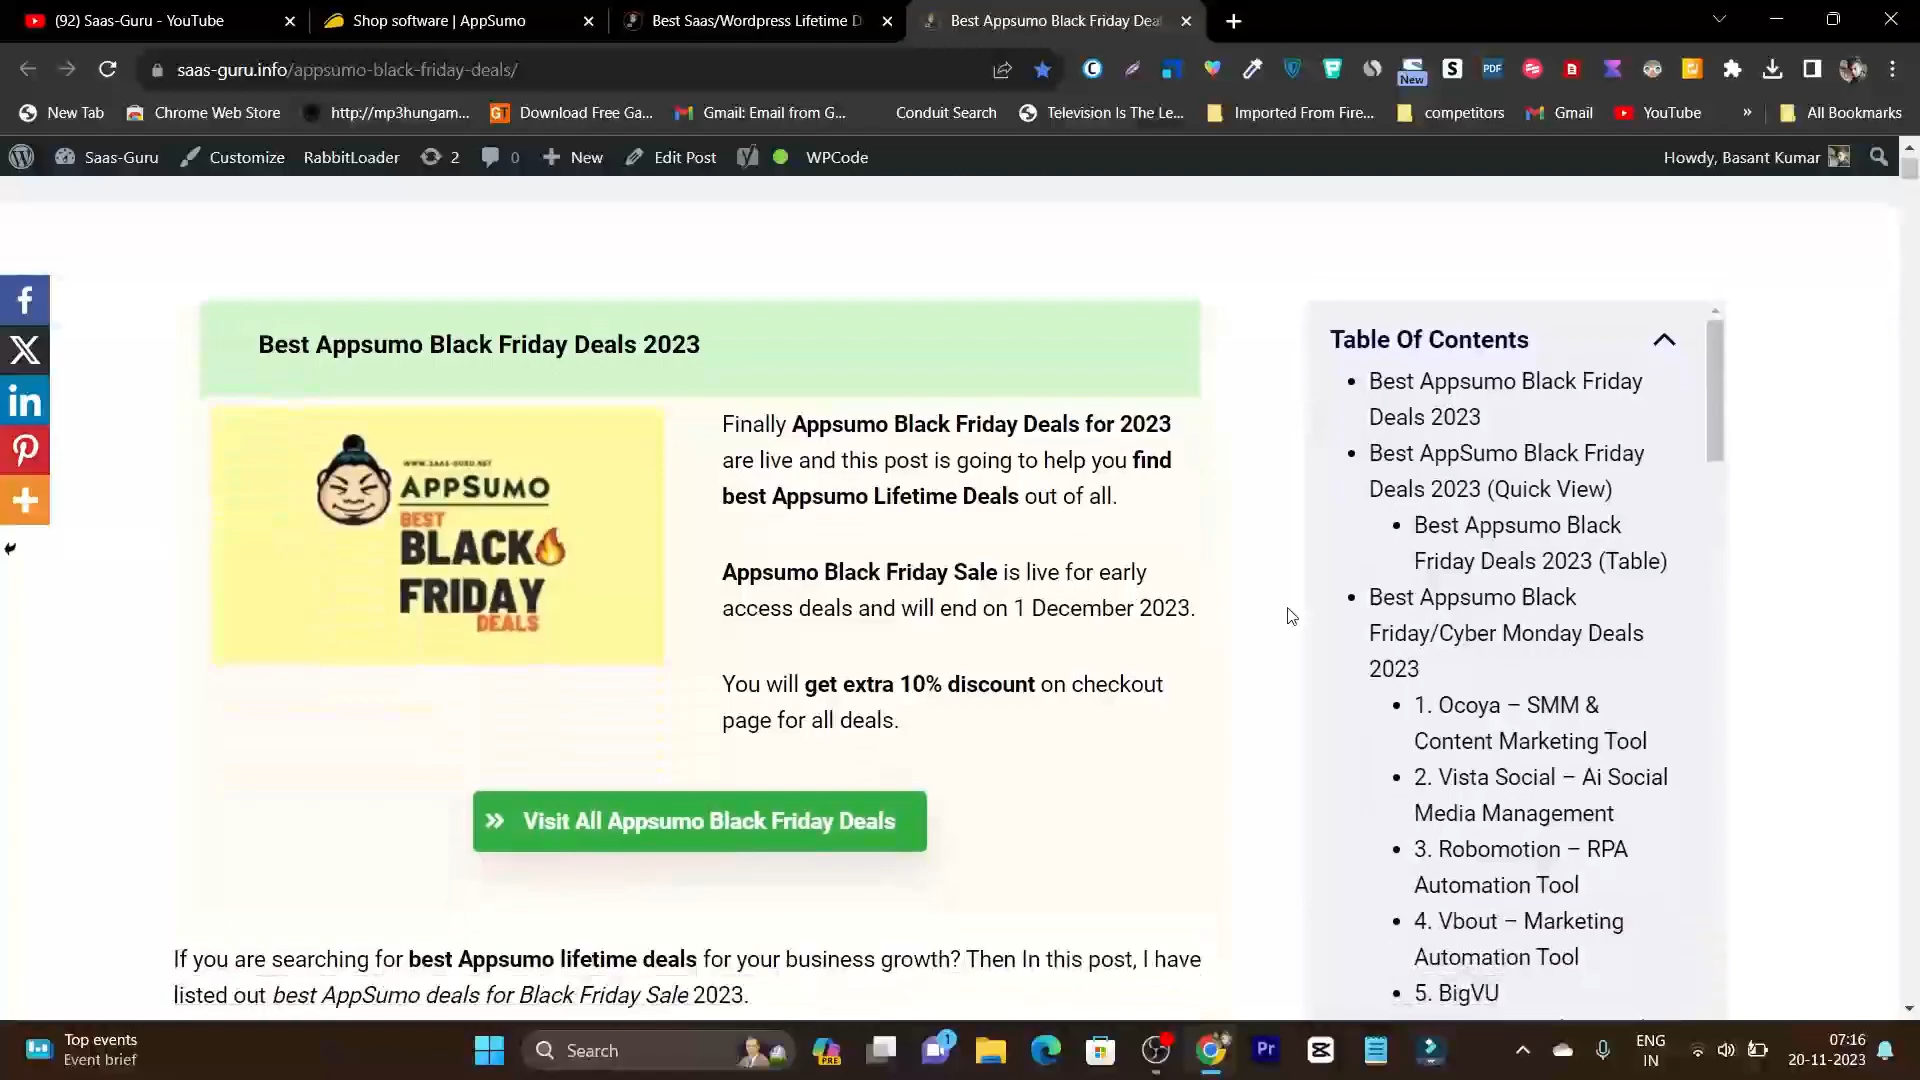 (92) Saas-Guru - YouTube
Shop software | AppSumo
Best Saas/Wordpress Lifetime D
Best Appsumo Black Friday Dea
saas-guru.info/appsumo-black-friday-deals/
New
PDF
New Tab
Chrome Web Store
http://mp3hungam...
Download Free Ga...
Gmail: Email from G...
Conduit Search
Television Is The Le...
Imported From Fire...
competitors
Gmail
YouTube
»
All Bookmarks
Saas-Guru
Customize
RabbitLoader
2
0
New
Edit Post
WPCode
Howdy, Basant Kumar
Best Appsumo Black Friday Deals 2023
WWW.SAAS-GURU.NET
APPSUMO
BEST
BLACK
FRIDAY
DEALS
Finally Appsumo Black Friday Deals for 2023
are live and this post is going to help you find
best Appsumo Lifetime Deals out of all.
Appsumo Black Friday Sale is live for early
access deals and will end on 1 December 2023.
You will get extra 10% discount on checkout
page for all deals.
Visit All Appsumo Black Friday Deals
If you are searching for best Appsumo lifetime deals for your business growth? Then In this post, I have
listed out best AppSumo deals for Black Friday Sale 2023.
Table Of Contents
Best Appsumo Black Friday
Deals 2023
Best AppSumo Black Friday
Deals 2023 (Quick View)
Best Appsumo Black
Friday Deals 2023 (Table)
Best Appsumo Black
Friday/Cyber Monday Deals
2023
1. Ocoya – SMM &
Content Marketing Tool
2. Vista Social – Ai Social
Media Management
3. Robomotion – RPA
Automation Tool
4. Vbout – Marketing
Automation Tool
5. BigVU
Top events
Event brief
Search
PRE
1
Pr
ENG
IN
07:16
20-11-2023